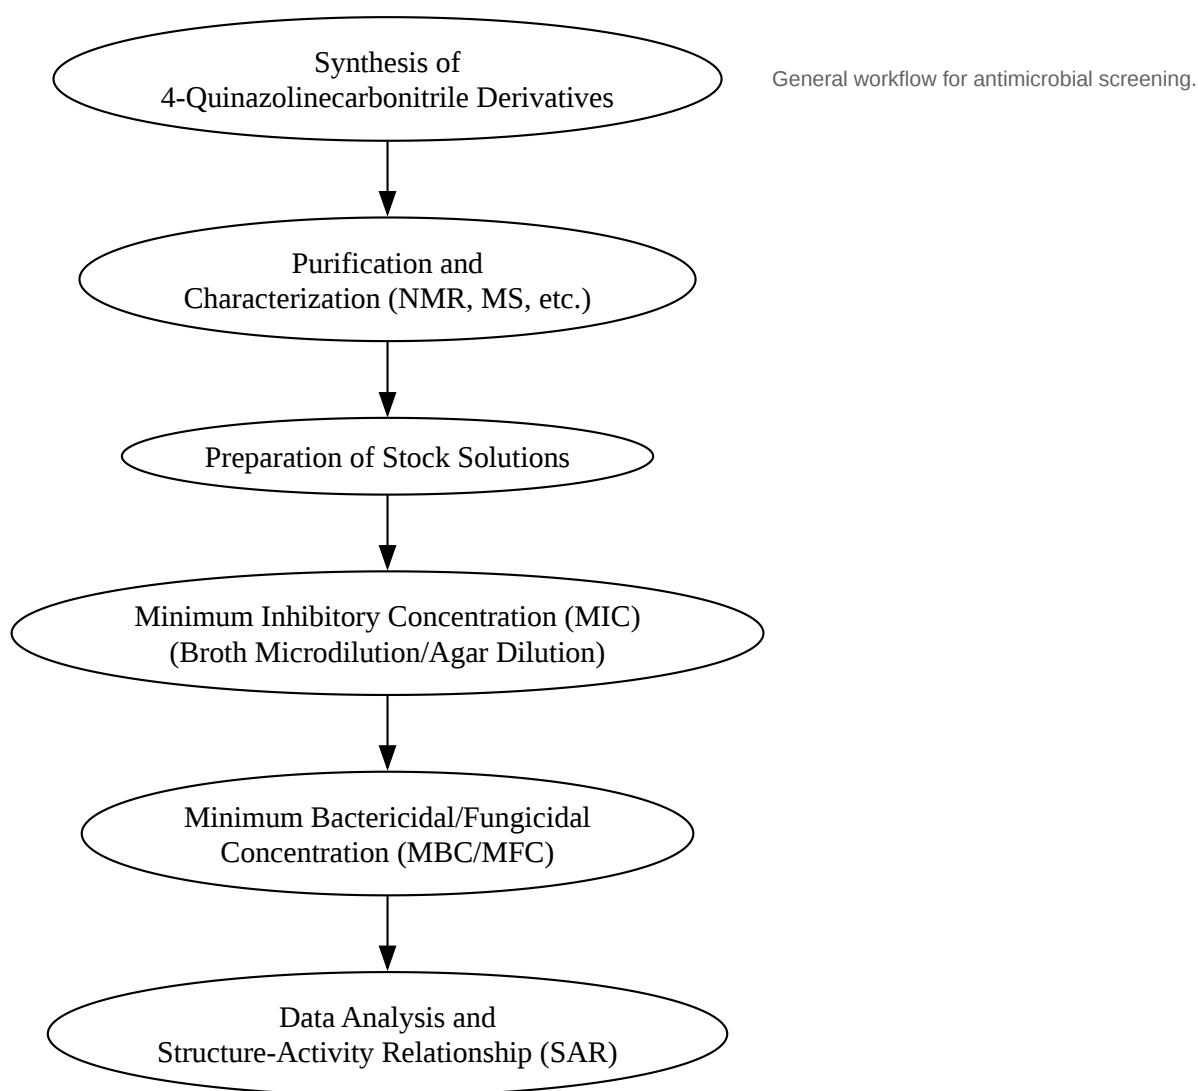 Synthesis of
4-Quinazolinecarbonitrile Derivatives
General workflow for antimicrobial screening.
Purification and
Characterization (NMR, MS, etc.)
Preparation of Stock Solutions
Minimum Inhibitory Concentration (MIC)
(Broth Microdilution/Agar Dilution)
Minimum Bactericidal/Fungicidal
Concentration (MBC/MFC)
Data Analysis and
Structure-Activity Relationship (SAR)